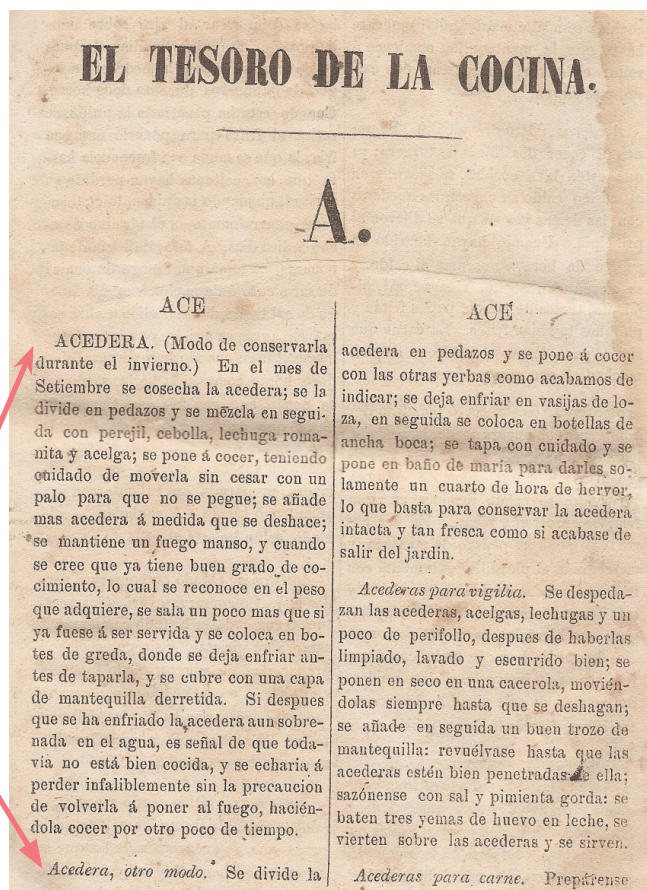 EL TESORO DE LA COCINA.
A.
ACE
ACEDERA. (Modo de conservarla
durante el invierno.) En el mes de
Setiembre se cosecha la acedera; se la
divide en pedazos y se mezcla en segui-
da con perejil, cebolla, lechuga roma-
nita y acelga; se pone á cocer, teniendo
cuidado de moverla sin cesar con un
palo para que no se pegue; se añade
mas acedera á medida que se deshace;
se mantiene un fuego manso, y cuando
se cree que ya tiene buen grado de co-
cimiento, lo cual se reconoce en el peso
que adquiere, se sala un poco mas que si
ya fuese á ser servida y se coloca en bo-
tes de greda, donde se deja enfriar an-
tes de taparla, y se cubre con una capa
de mantequilla derretida. Si despues
que se ha enfriado la acedera aun sobre-
nada en el agua, es señal de que toda-
vía no está bien cocida, y se echaria á
perder infaliblemente sin la precaucion
de volverla á poner al fuego, hacién-
dola cocer por otro poco de tiempo.
Acedera, otro modo. Se divide la
ACE
acedera en pedazos y se pone á cocer
con las otras yerbas como acabamos de
indicar; se deja enfriar en vasijas de lo-
za, en seguida se coloca en botellas de
ancha boca; se tapa con cuidado y se
pone en baño de maría para darles so-
lamente un cuarto de hora de hervor,
lo que basta para conservar la acedera
intacta y tan fresca como si acabase de
salir del jardin.
Acederas para vigilia. Se despeda-
zan las acederas, acelgas, lechugas y un
poco de perifollo, despues de haberlas
limpiado, lavado y escurrido bien; se
ponen en seco en una cacerola, movién-
dolas siempre hasta que se deshagan;
se añade en seguida un buen trozo de
mantequilla: revuélvase hasta que las
acederas estén bien penetradas de ella;
sazónense con sal y pimienta gorda: se
baten tres yemas de huevo en leche, se
vierten sobre las acederas y se sirven.
Acederas para carne. Prepárense